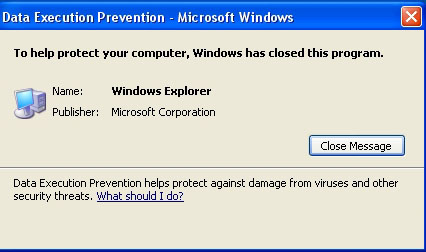 Data Execution Prevention - Microsoft Windows
To help protect your computer, Windows has closed this program.
Name: Windows Explorer
Publisher: Microsoft Corporation
Close Message
Data Execution Prevention helps protect against damage from viruses and other
security threats. What should I do?